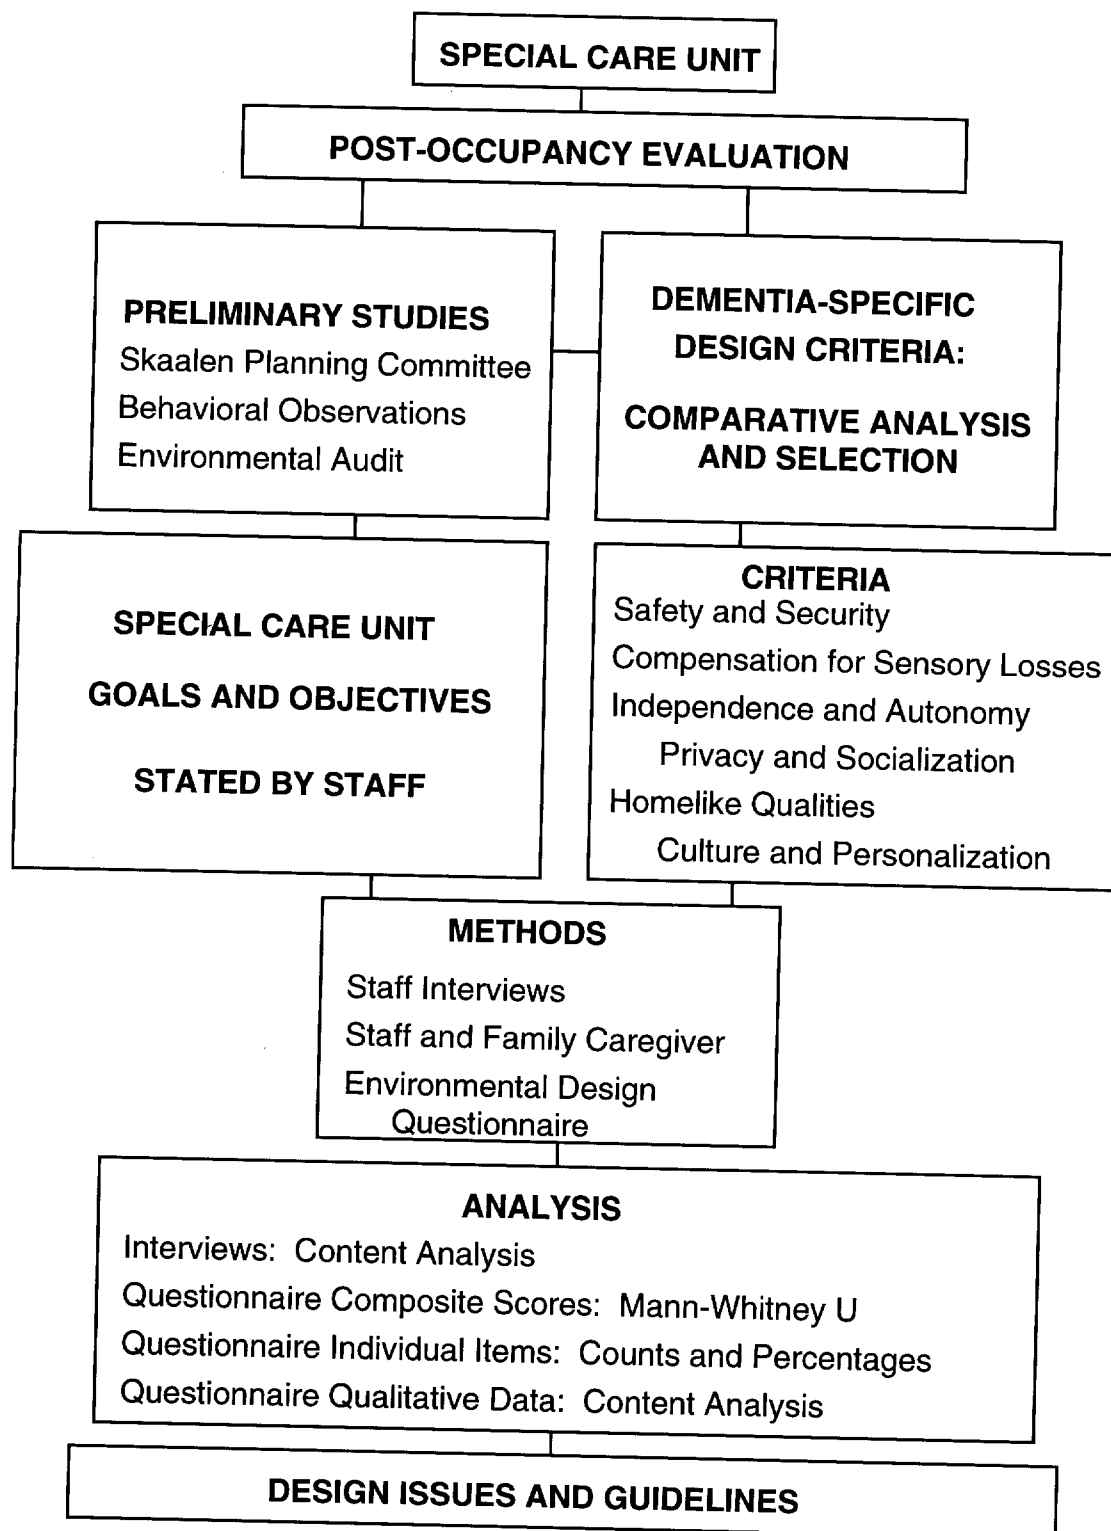 SPECIAL CARE UNIT
POST-OCCUPANCY EVALUATION
PRELIMINARY STUDIES
Skaalen Planning Committee
Behavioral Observations
Environmental Audit
DEMENTIA-SPECIFIC
DESIGN CRITERIA:
COMPARATIVE ANALYSIS
AND SELECTION
SPECIAL CARE UNIT
GOALS AND OBJECTIVES
STATED BY STAFF
CRITERIA
Safety and Security
Compensation for Sensory Losses
Independence and Autonomy
Privacy and Socialization
Homelike Qualities
Culture and Personalization
METHODS
Staff Interviews
Staff and Family Caregiver
Environmental Design
Questionnaire
ANALYSIS
Interviews: Content Analysis
Questionnaire Composite Scores: Mann-Whitney U
Questionnaire Individual Items: Counts and Percentages
Questionnaire Qualitative Data: Content Analysis
DESIGN ISSUES AND GUIDELINES